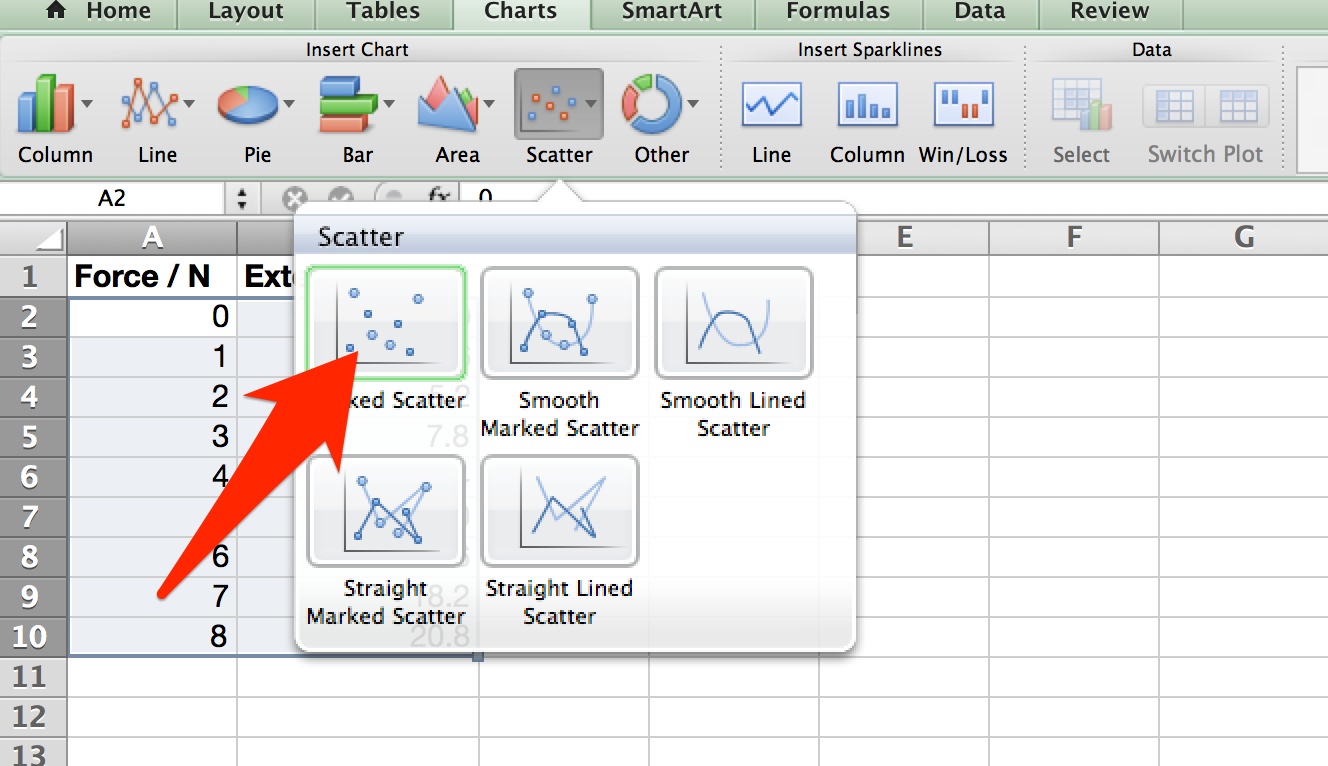 Home Layout Tables Charts SmartArt Formulas Data Review
Insert Chart Insert Sparklines Data
Column Line Pie Bar Area Scatter Other Line Column Win/Loss Select Switch Plot
A2 fx 0
A E F G
1 Force / N Ext
Scatter
2 0
3 1
4 2 5.2
ked Scatter Smooth Marked Scatter Smooth Lined Scatter
5 3 7.8
6 4
7
8 6
9 7 18.2
Straight Marked Scatter Straight Lined Scatter
10 8 20.8
11
12
13